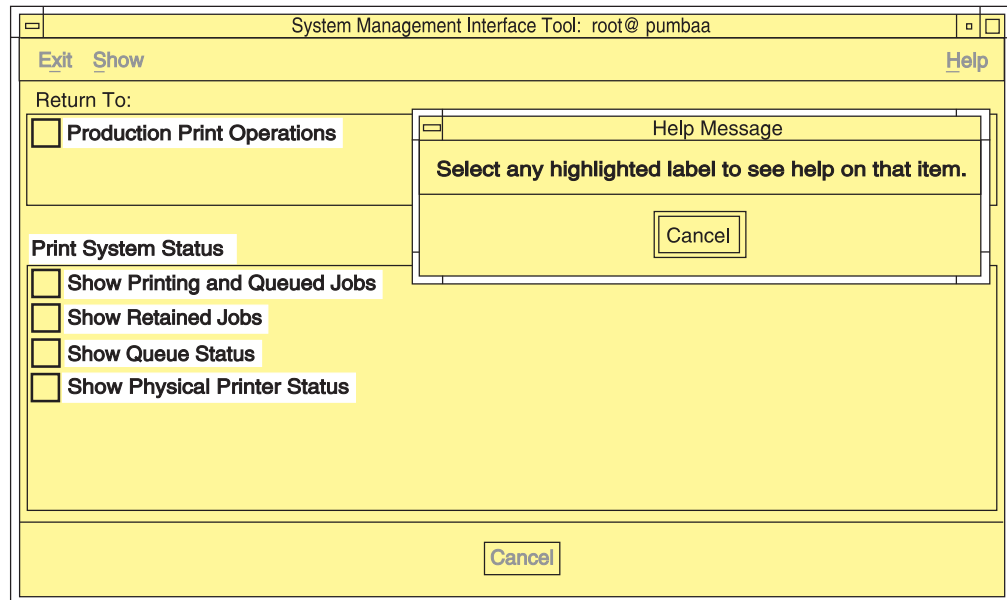 System Management Interface Tool: root@ pumbaa
Exit Show Help
Return To:
Production Print Operations
Help Message
Select any highlighted label to see help on that item.
Cancel
Print System Status
Show Printing and Queued Jobs
Show Retained Jobs
Show Queue Status
Show Physical Printer Status
Cancel